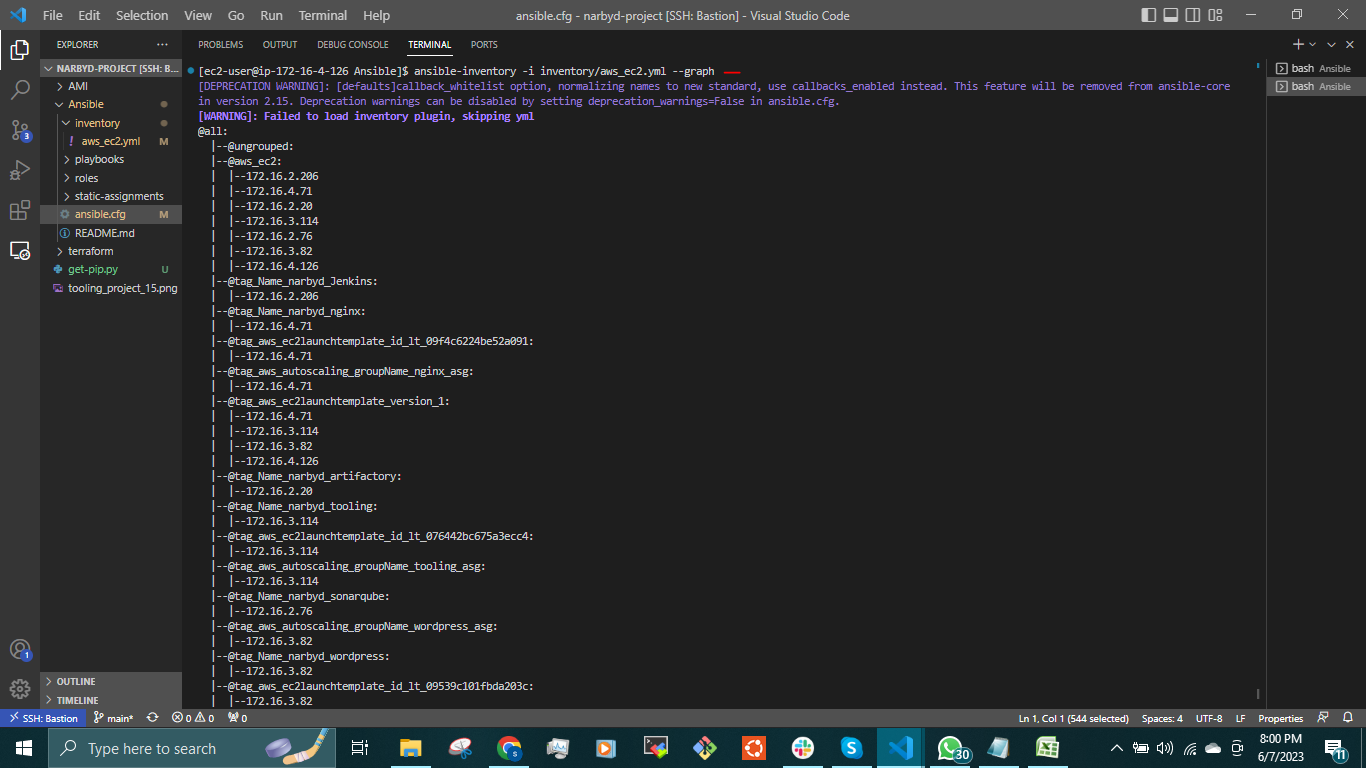 File Edit Selection View Go Run Terminal Help
ansible.cfg - narbyd-project [SSH: Bastion] - Visual Studio Code
EXPLORER
NARBYD-PROJECT [SSH: B...
AMI
Ansible
inventory
! aws_ec2.yml M
playbooks
roles
static-assignments
ansible.cfg M
README.md
terraform
get-pip.py U
tooling_project_15.png
OUTLINE
TIMELINE
3
1
PROBLEMS OUTPUT DEBUG CONSOLE TERMINAL PORTS
[ec2-user@ip-172-16-4-126 Ansible]$ ansible-inventory -i inventory/aws_ec2.yml --graph
[DEPRECATION WARNING]: [defaults]callback_whitelist option, normalizing names to new standard, use callbacks_enabled instead. This feature will be removed from ansible-core
in version 2.15. Deprecation warnings can be disabled by setting deprecation_warnings=False in ansible.cfg.
[WARNING]: Failed to load inventory plugin, skipping yml
@all:
|--@ungrouped:
|--@aws_ec2:
| |--172.16.2.206
| |--172.16.4.71
| |--172.16.2.20
| |--172.16.3.114
| |--172.16.2.76
| |--172.16.3.82
| |--172.16.4.126
|--@tag_Name_narbyd_Jenkins:
| |--172.16.2.206
|--@tag_Name_narbyd_nginx:
| |--172.16.4.71
|--@tag_aws_ec2launchtemplate_id_lt_09f4c6224be52a091:
| |--172.16.4.71
|--@tag_aws_autoscaling_groupName_nginx_asg:
| |--172.16.4.71
|--@tag_aws_ec2launchtemplate_version_1:
| |--172.16.4.71
| |--172.16.3.114
| |--172.16.3.82
| |--172.16.4.126
|--@tag_Name_narbyd_artifactory:
| |--172.16.2.20
|--@tag_Name_narbyd_tooling:
| |--172.16.3.114
|--@tag_aws_ec2launchtemplate_id_lt_076442bc675a3ecc4:
| |--172.16.3.114
|--@tag_aws_autoscaling_groupName_tooling_asg:
| |--172.16.3.114
|--@tag_Name_narbyd_sonarqube:
| |--172.16.2.76
|--@tag_aws_autoscaling_groupName_wordpress_asg:
| |--172.16.3.82
|--@tag_Name_narbyd_wordpress:
| |--172.16.3.82
|--@tag_aws_ec2launchtemplate_id_lt_09539c101fbda203c:
| |--172.16.3.82
bash Ansible
bash Ansible
SSH: Bastion main* 0 0 0 Ln 1, Col 1 (544 selected) Spaces: 4 UTF-8 LF Properties
Type here to search
30
8:00 PM
6/7/2023
11